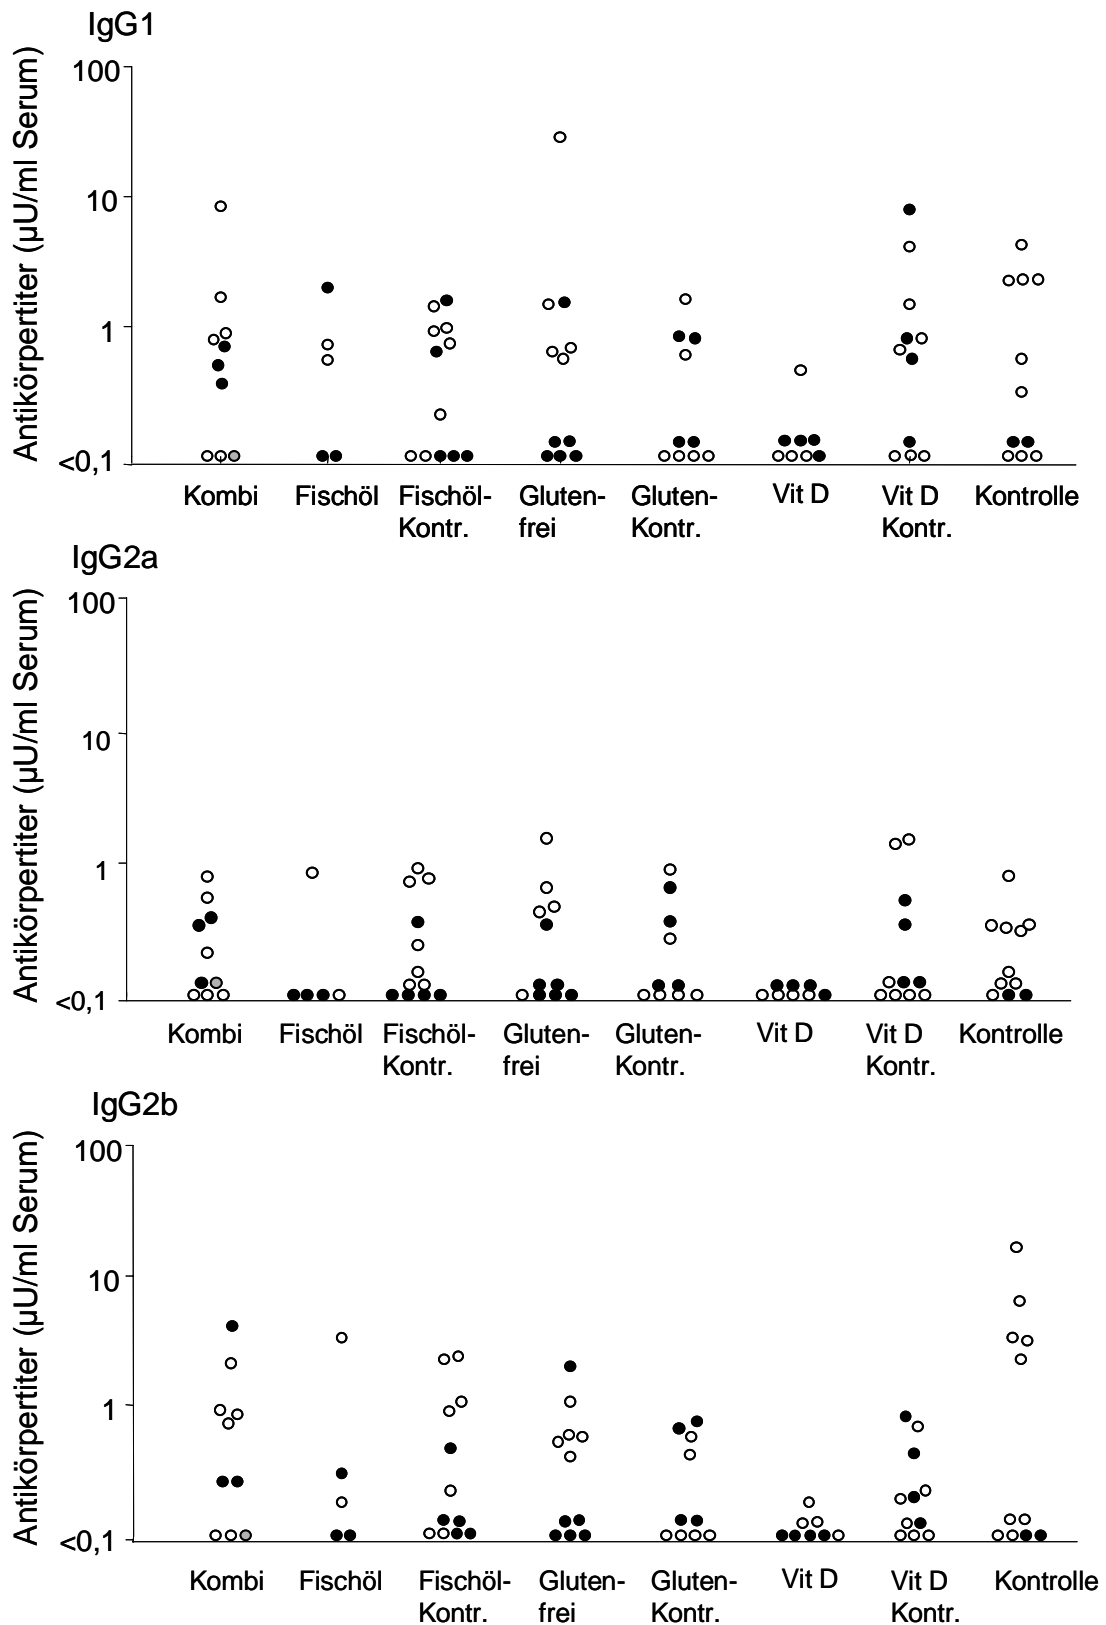 IgG1
Antikörpertiter (µU/ml Serum)
100
10
1
<0,1
Kombi Fischöl Fischöl- Gluten- Gluten- Vit D Vit D Kontrolle
Kontr. frei Kontr. Kontr.
IgG2a
Antikörpertiter (µU/ml Serum)
100
10
1
<0,1
Kombi Fischöl Fischöl- Gluten- Gluten- Vit D Vit D Kontrolle
Kontr. frei Kontr. Kontr.
IgG2b
Antikörpertiter (µU/ml Serum)
100
10
1
<0,1
Kombi Fischöl Fischöl- Gluten- Gluten- Vit D Vit D Kontrolle
Kontr. frei Kontr. Kontr.